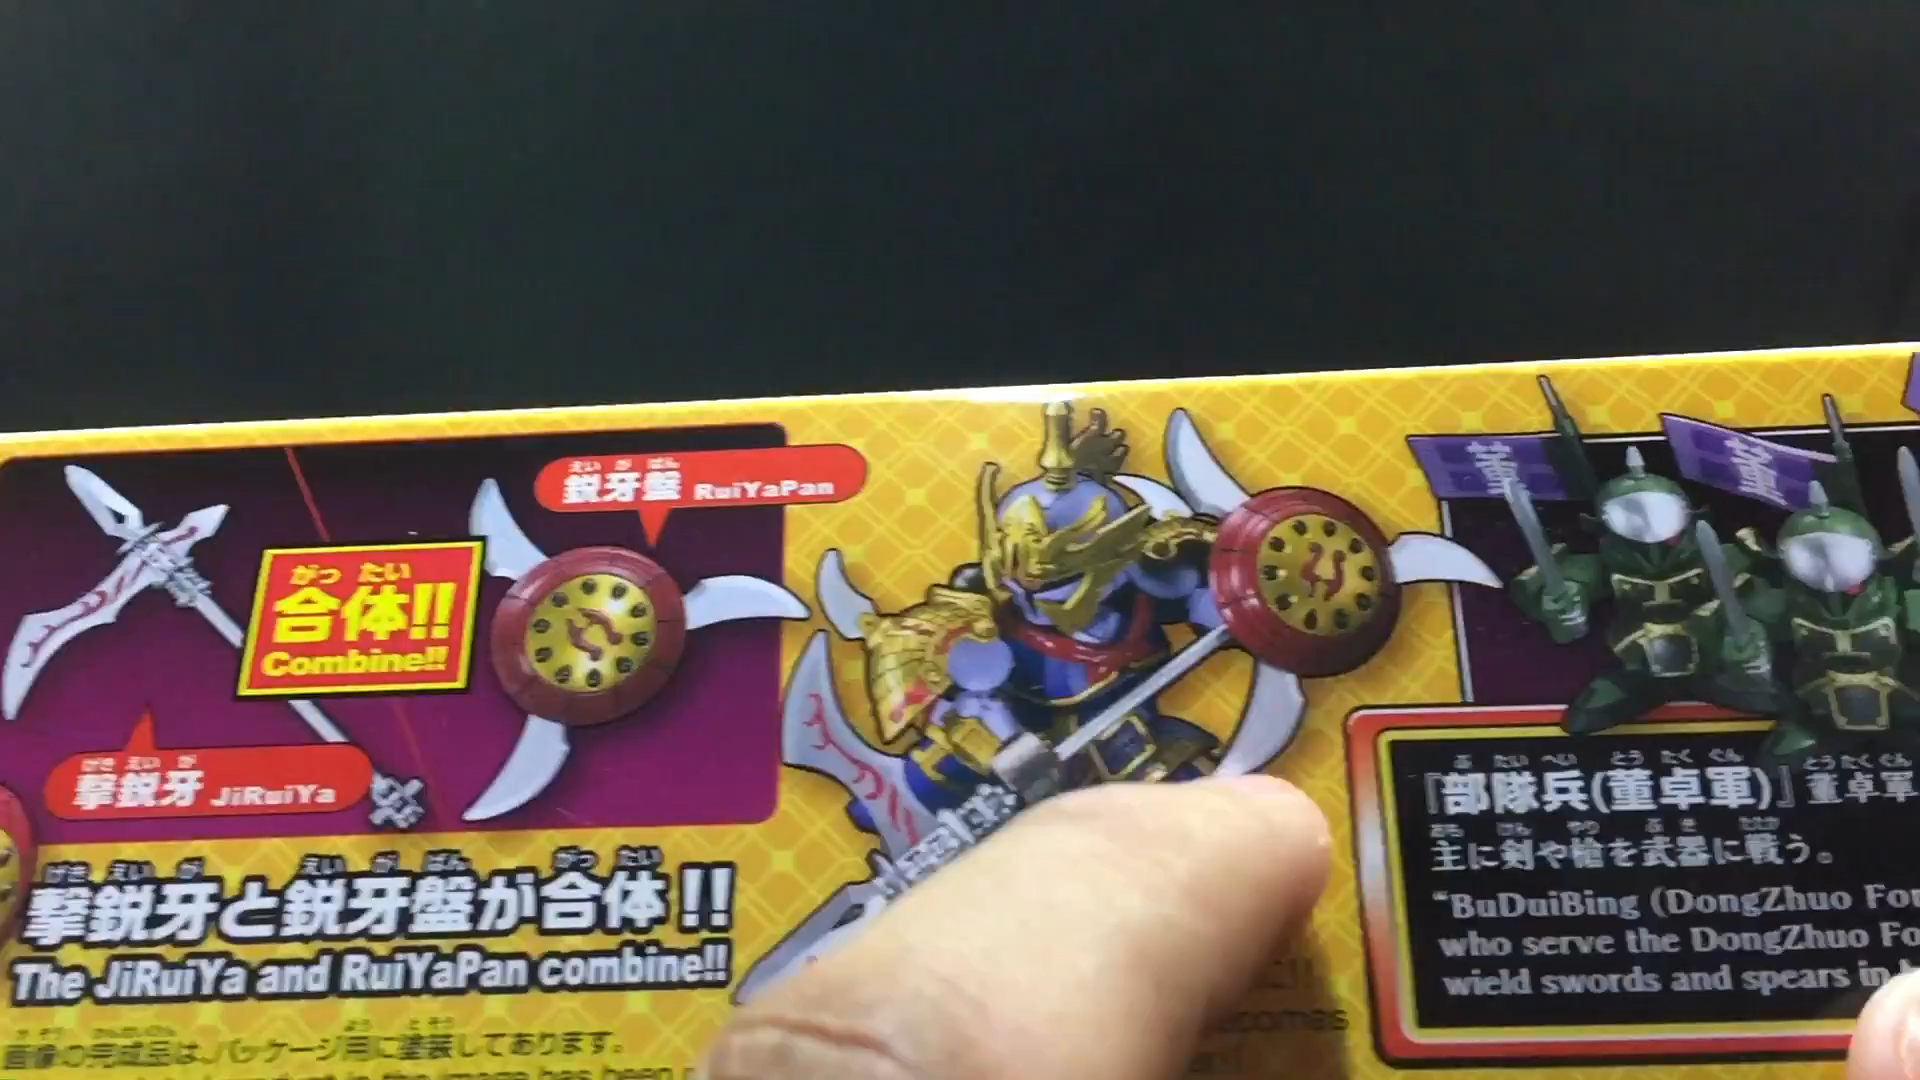 鋭牙盤 RuiYaPan
えい が ばん
がっ たい
合体!!
Combine!!
げき えい が
撃鋭牙 JiRuiYa
げき えい が えい が ばん がっ たい
撃鋭牙と鋭牙盤が合体!!
The JiRuiYa and RuiYaPan combine!!
画像の完成品は、パッケージ用に塗装してあります。
ぶ たい へい とう たく ぐん とう たく ぐん
『部隊兵(董卓軍)』董卓軍
おも けん やり ぶ き たたか
主に剣や槍を武器に戦う。
"BuDuiBing (DongZhuo
who serve the DongZhuo
wield swords and spears in